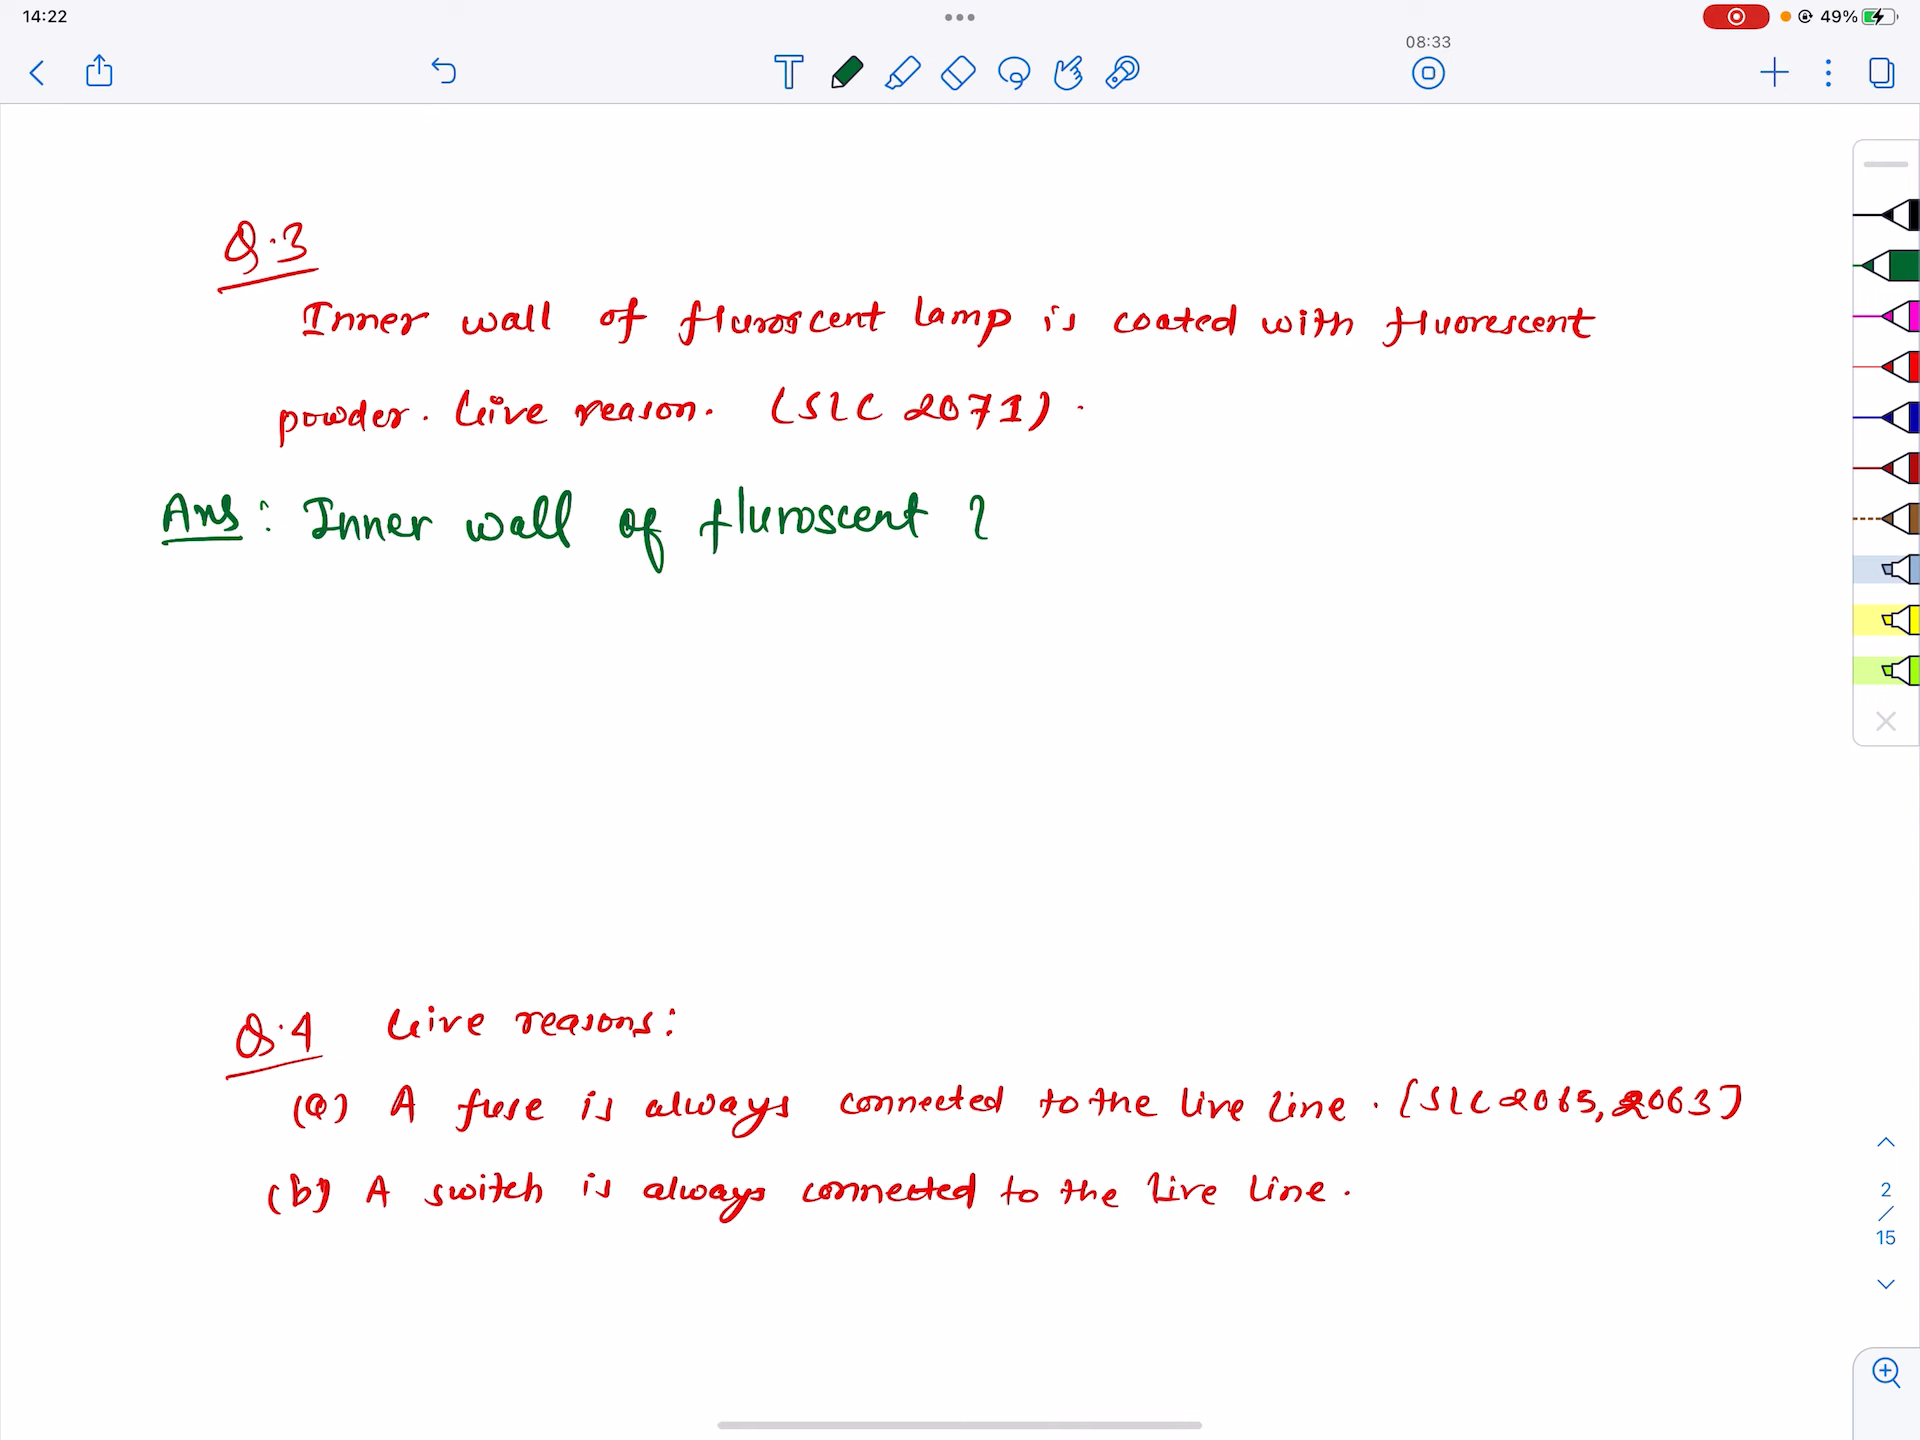 14:22
49%
08:33
Q.3
Inner wall of fluroscent lamp is coated with fluorescent
powder. Give reason. (SLC 2071).
Ans: Inner wall of fluroscent
Q.4 Give reasons:
(a) A fuse is always connected to the live line. [SLC 2065, 2063]
(b) A switch is always connected to the live line.
2
/
15